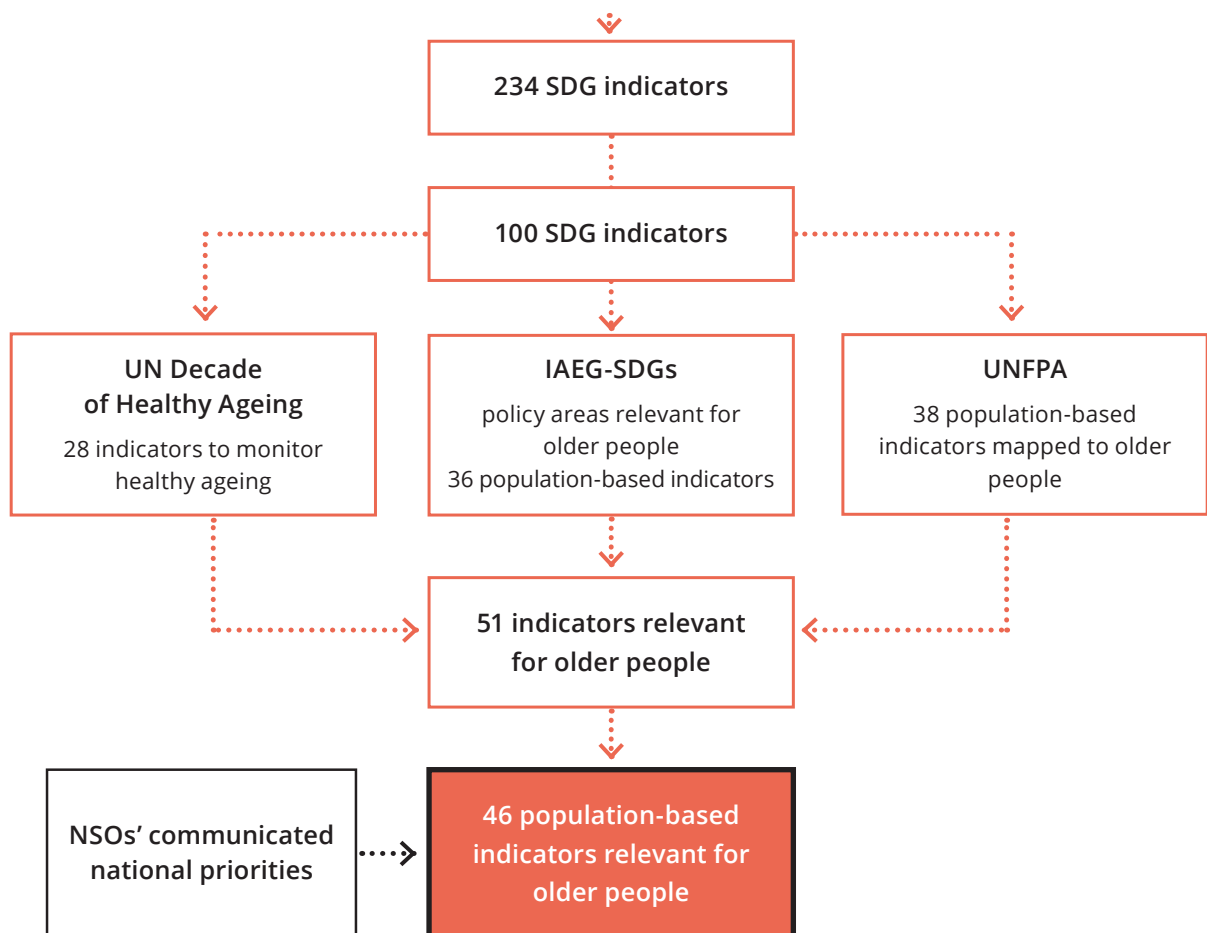 234 SDG indicators
100 SDG indicators
UN Decade
of Healthy Ageing
28 indicators to monitor
healthy ageing
IAEG-SDGs
policy areas relevant for
older people
36 population-based indicators
UNFPA
38 population-based
indicators mapped to older
people
51 indicators relevant
for older people
NSOs’ communicated
national priorities
46 population-based
indicators relevant for
older people